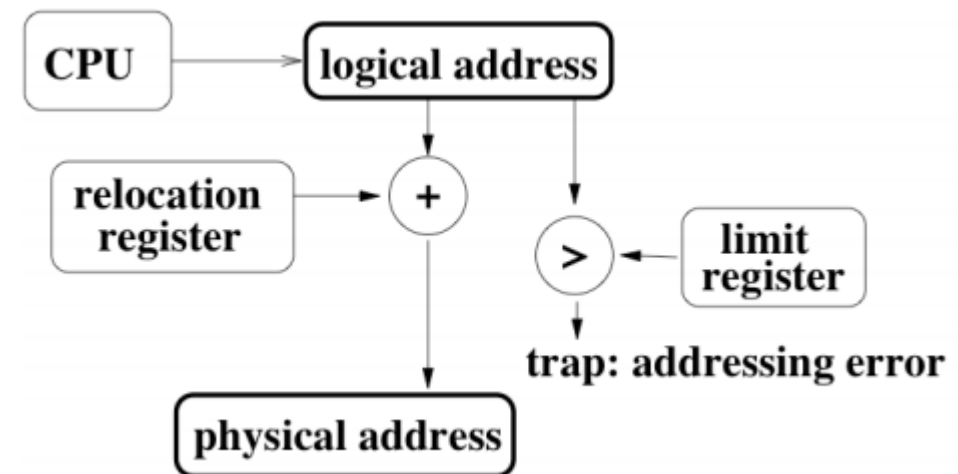 CPU
logical address
relocation
register
+
>
limit
register
trap: addressing error
physical address